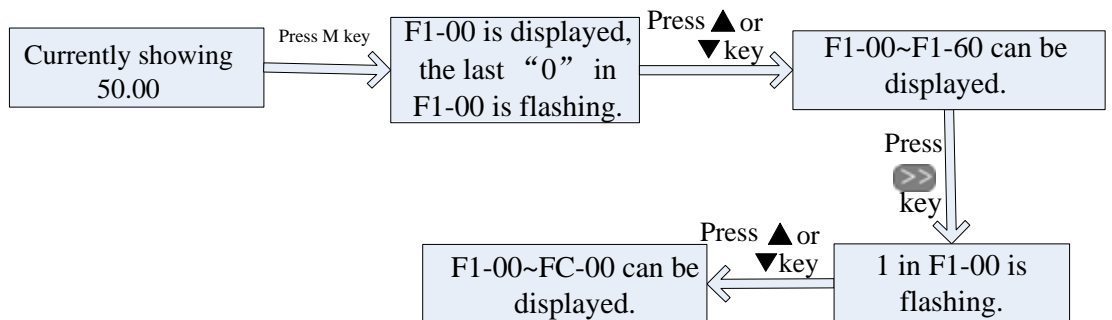 Currently showing
50.00
Press M key
F1-00 is displayed,
the last “0” in
F1-00 is flashing.
Press ▲ or
▼ key
F1-00~F1-60 can be
displayed.
Press
>>
key
1 in F1-00 is
flashing.
Press ▲ or
▼ key
F1-00~FC-00 can be
displayed.